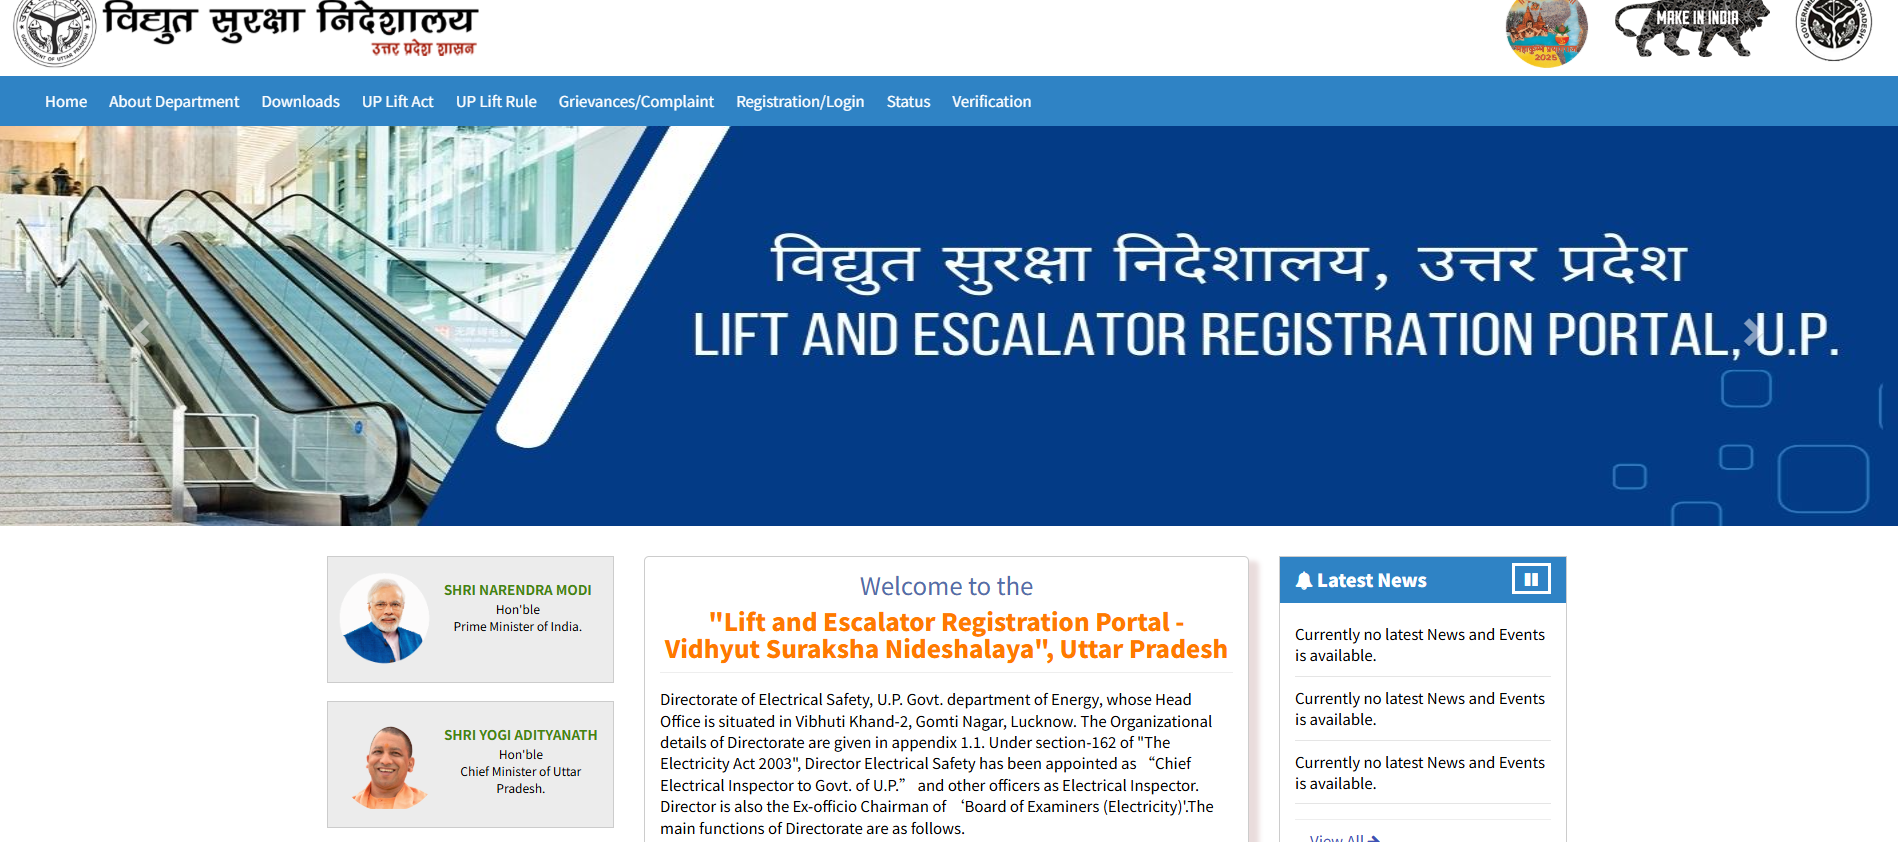 विद्युत सुरक्षा निदेशालय
उत्तर प्रदेश शासन
GOVERNMENT OF UTTAR PRADESH
2025
MAKE IN INDIA
Home About Department Downloads UP Lift Act UP Lift Rule Grievances/Complaint Registration/Login Status Verification
विद्युत सुरक्षा निदेशालय, उत्तर प्रदेश
LIFT AND ESCALATOR REGISTRATION PORTAL, U.P.
SHRI NARENDRA MODI
Hon'ble
Prime Minister of India.
SHRI YOGI ADITYANATH
Hon'ble
Chief Minister of Uttar
Pradesh.
Welcome to the
"Lift and Escalator Registration Portal -
Vidhyut Suraksha Nideshalaya", Uttar Pradesh
Directorate of Electrical Safety, U.P. Govt. department of Energy, whose Head
Office is situated in Vibhuti Khand-2, Gomti Nagar, Lucknow. The Organizational
details of Directorate are given in appendix 1.1. Under section-162 of "The
Electricity Act 2003", Director Electrical Safety has been appointed as “Chief
Electrical Inspector to Govt. of U.P.” and other officers as Electrical Inspector.
Director is also the Ex-officio Chairman of ‘Board of Examiners (Electricity)'.The
main functions of Directorate are as follows.
Latest News
Currently no latest News and Events
is available.
Currently no latest News and Events
is available.
Currently no latest News and Events
is available.
View All